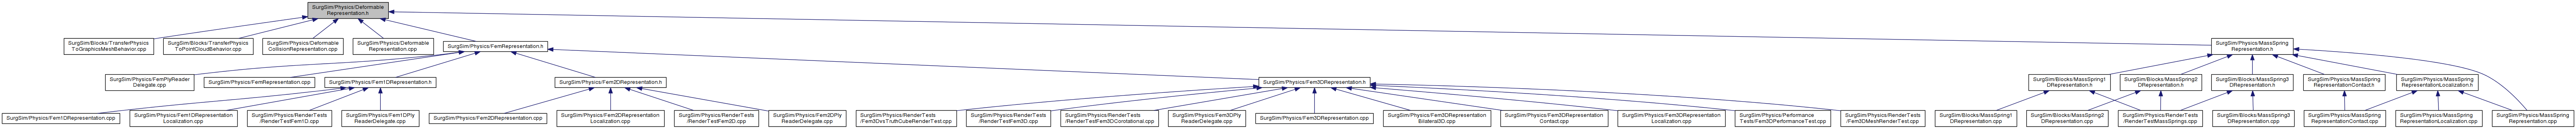 SurgSim/Physics/Deformable
Representation.h
SurgSim/Blocks/TransferPhysics
ToGraphicsMeshBehavior.cpp
SurgSim/Blocks/TransferPhysics
ToPointCloudBehavior.cpp
SurgSim/Physics/Deformable
CollisionRepresentation.cpp
SurgSim/Physics/Deformable
Representation.cpp
SurgSim/Physics/FemRepresentation.h
SurgSim/Physics/MassSpring
Representation.h
SurgSim/Physics/FemPlyReader
Delegate.cpp
SurgSim/Physics/FemRepresentation.cpp
SurgSim/Physics/Fem1DRepresentation.h
SurgSim/Physics/Fem2DRepresentation.h
SurgSim/Physics/Fem3DRepresentation.h
SurgSim/Blocks/MassSpring1
DRepresentation.h
SurgSim/Blocks/MassSpring2
DRepresentation.h
SurgSim/Blocks/MassSpring3
DRepresentation.h
SurgSim/Physics/MassSpring
RepresentationContact.h
SurgSim/Physics/MassSpring
RepresentationLocalization.h
SurgSim/Physics/Fem1DRepresentation.cpp
SurgSim/Physics/Fem1DRepresentation
Localization.cpp
SurgSim/Physics/RenderTests
/RenderTestFem1D.cpp
SurgSim/Physics/Fem1DPly
ReaderDelegate.cpp
SurgSim/Physics/Fem2DRepresentation.cpp
SurgSim/Physics/Fem2DRepresentation
Localization.cpp
SurgSim/Physics/RenderTests
/RenderTestFem2D.cpp
SurgSim/Physics/Fem2DPly
ReaderDelegate.cpp
SurgSim/Physics/RenderTests
/Fem3DvsTruthCubeRenderTest.cpp
SurgSim/Physics/RenderTests
/RenderTestFem3D.cpp
SurgSim/Physics/RenderTests
/RenderTestFem3DCorotational.cpp
SurgSim/Physics/Fem3DPly
ReaderDelegate.cpp
SurgSim/Physics/Fem3DRepresentation.cpp
SurgSim/Physics/Fem3DRepresentation
Bilateral3D.cpp
SurgSim/Physics/Fem3DRepresentation
Contact.cpp
SurgSim/Physics/Fem3DRepresentation
Localization.cpp
SurgSim/Physics/Performance
Tests/Fem3DPerformanceTest.cpp
SurgSim/Physics/RenderTests
/Fem3DMeshRenderTest.cpp
SurgSim/Blocks/MassSpring1
DRepresentation.cpp
SurgSim/Blocks/MassSpring2
DRepresentation.cpp
SurgSim/Physics/RenderTests
/RenderTestMassSprings.cpp
SurgSim/Blocks/MassSpring3
DRepresentation.cpp
SurgSim/Physics/MassSpring
RepresentationContact.cpp
SurgSim/Physics/MassSpring
RepresentationLocalization.cpp
SurgSim/Physics/MassSpring
Representation.cpp